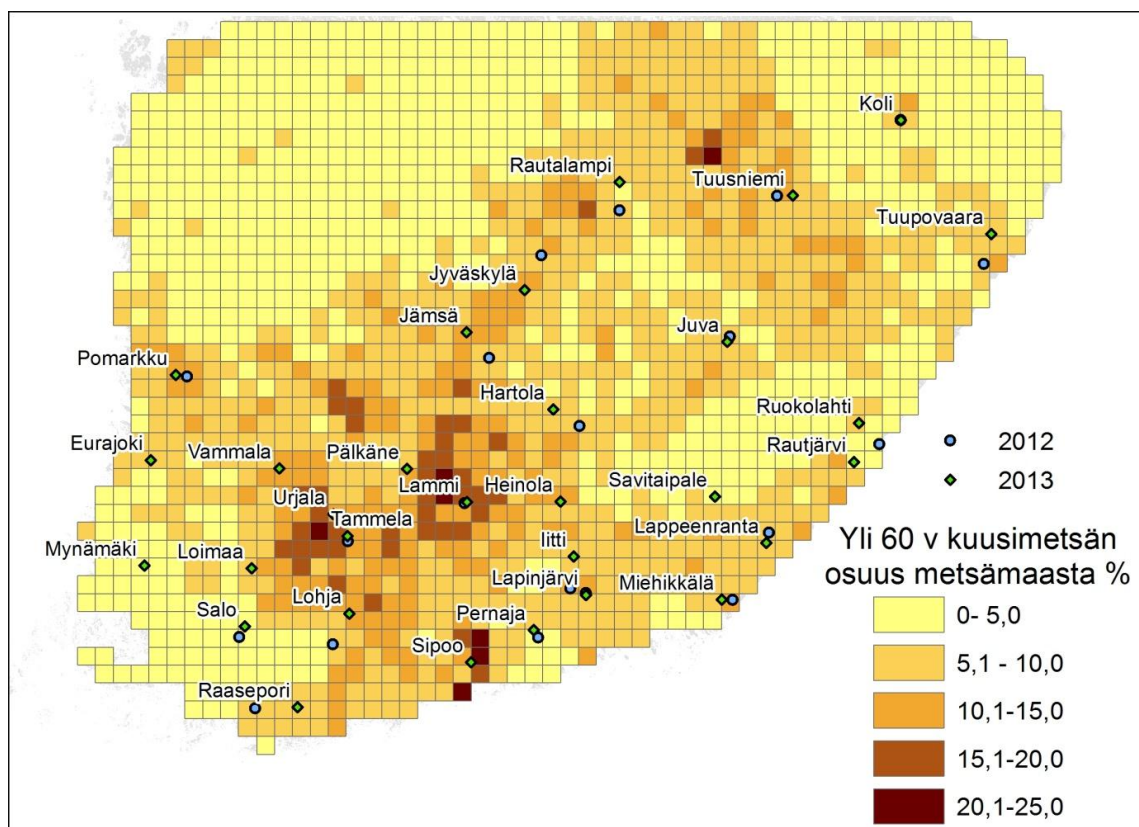 Koli
Rautalampi
Tuusniemi
Tuupovaara
Jyväskylä
Jämsä
Juva
Pomarkku
Hartola
Ruokolahti
Eurajoki
Vammala
Pälkäne
Rautjärvi
Lammi
Heinola
Savitaipale
Urjala
Tammela
Lappeenranta
Iitti
Mynämäki
Loimaa
Lapinjärvi
Miehikkälä
Salo
Lohja
Pernaja
Sipoo
Raasepori
2012
2013
Yli 60 v kuusimetsän
osuus metsämaasta %
0- 5,0
5,1 - 10,0
10,1-15,0
15,1-20,0
20,1-25,0